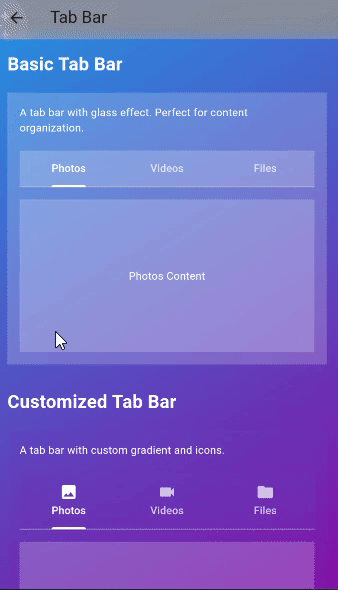 Tab Bar
Basic Tab Bar
A tab bar with glass effect. Perfect for content
organization.
Photos Videos Files
Photos Content
Customized Tab Bar
A tab bar with custom gradient and icons.
Photos Videos Files